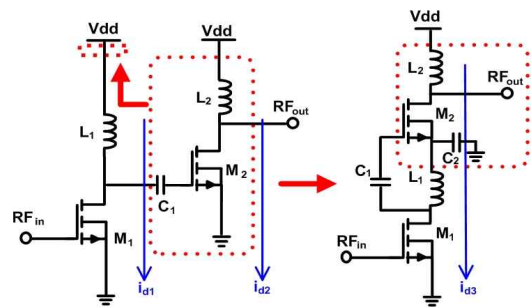 Vdd
Vdd
Vdd
L2
RFout
L2
RFout
L1
M2
M2
C1
C2
C1
L1
RFin
M1
RFin
M1
id1
id2
id3